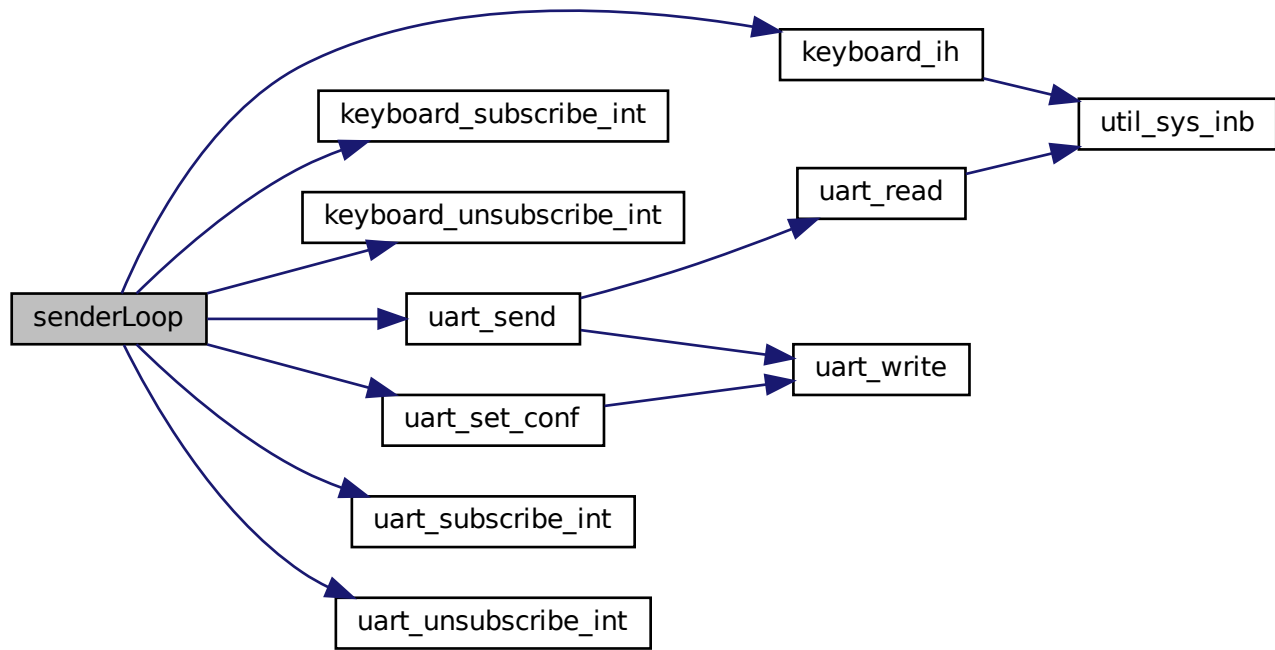 keyboard_ih
keyboard_subscribe_int
util_sys_inb
uart_read
keyboard_unsubscribe_int
senderLoop
uart_send
uart_write
uart_set_conf
uart_subscribe_int
uart_unsubscribe_int